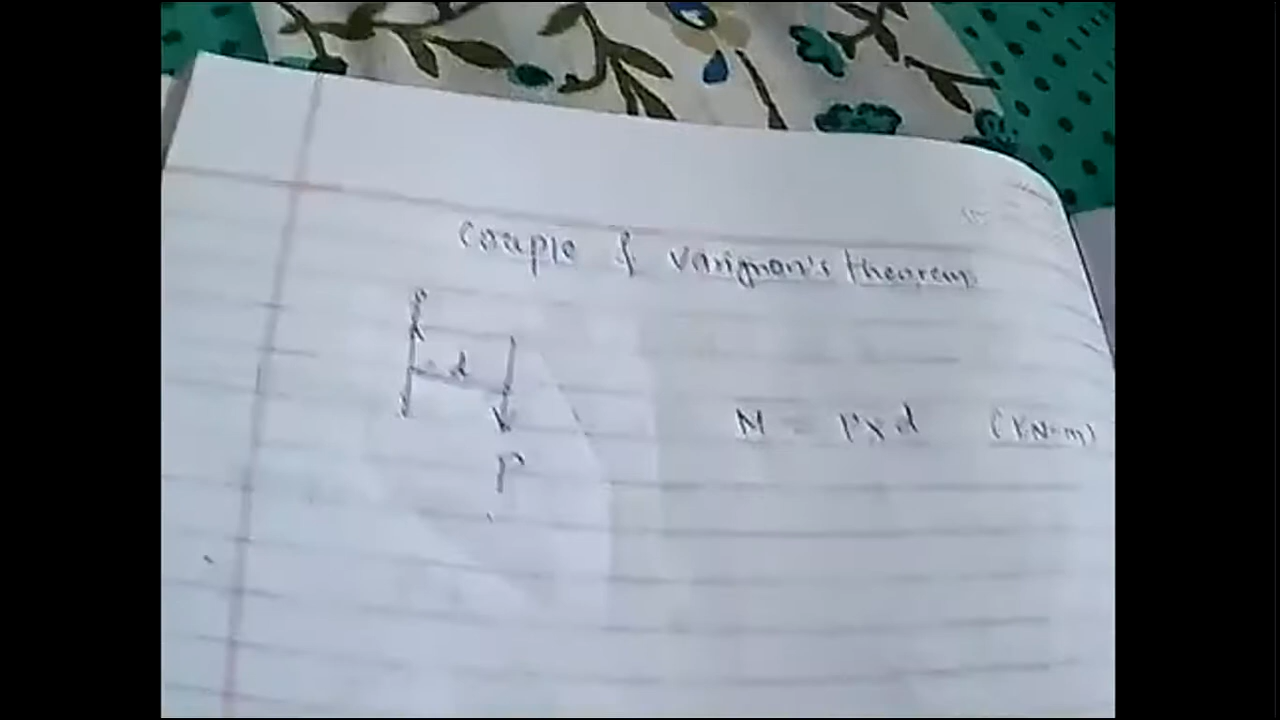 Couple & Varignon's theorem
d
M = P x d (KN-m)
P